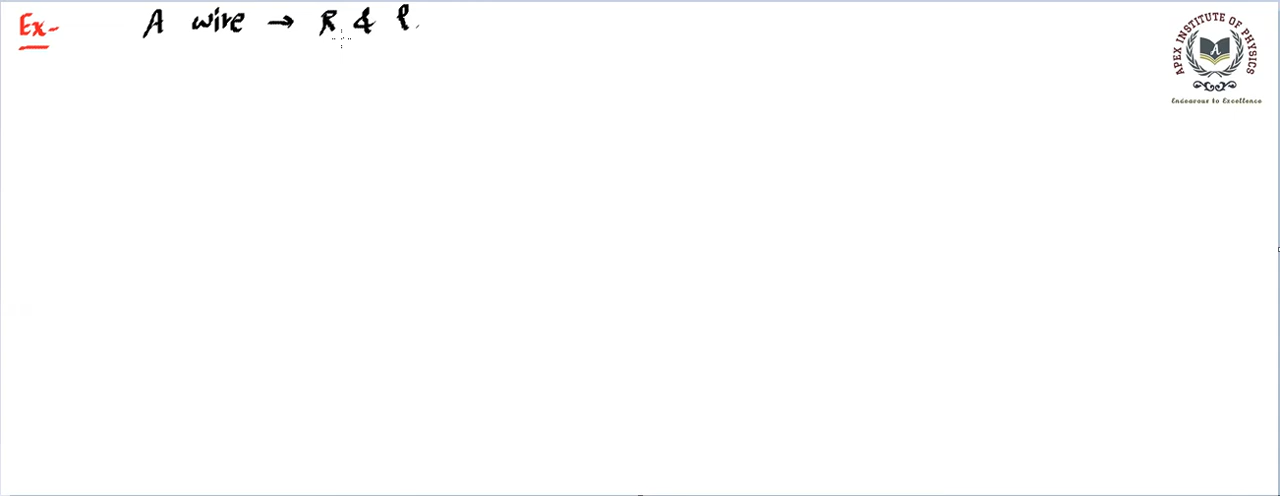 Ex- A wire → R & ρ.
APEX INSTITUTE OF PHYSICS
A
Endeavour to Excellence